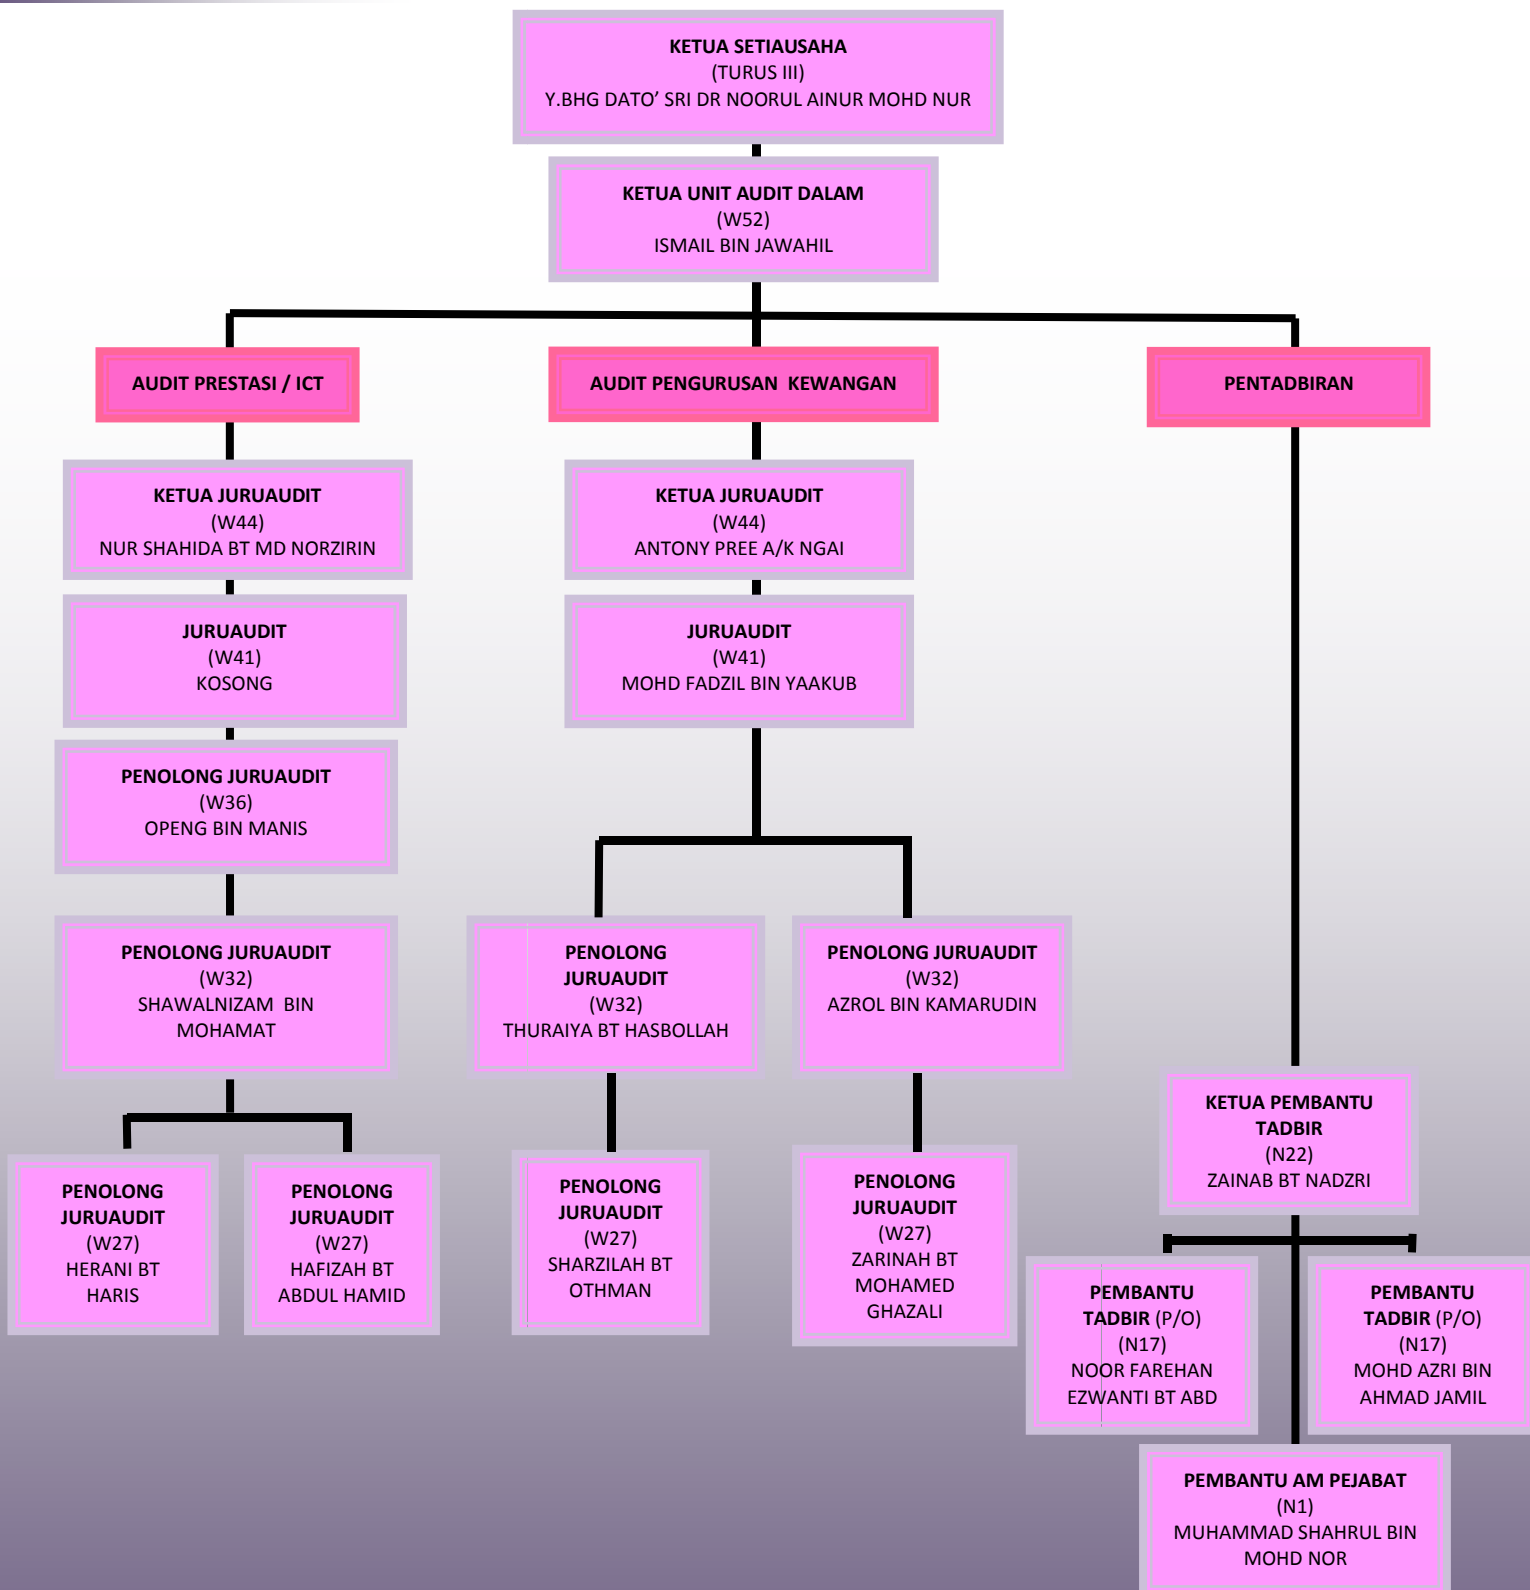 KETUA SETIAUSAHA
(TURUS III)
Y.BHG DATO’ SRI DR NOORUL AINUR MOHD NUR
KETUA UNIT AUDIT DALAM
(W52)
ISMAIL BIN JAWAHIL
AUDIT PRESTASI / ICT
AUDIT PENGURUSAN KEWANGAN
PENTADBIRAN
KETUA JURUAUDIT
(W44)
NUR SHAHIDA BT MD NORZIRIN
KETUA JURUAUDIT
(W44)
ANTONY PREE A/K NGAI
JURUAUDIT
(W41)
KOSONG
JURUAUDIT
(W41)
MOHD FADZIL BIN YAAKUB
PENOLONG JURUAUDIT
(W36)
OPENG BIN MANIS
PENOLONG JURUAUDIT
(W32)
SHAWALNIZAM BIN
MOHAMAT
PENOLONG
JURUAUDIT
(W32)
THURAIYA BT HASBOLLAH
PENOLONG JURUAUDIT
(W32)
AZROL BIN KAMARUDIN
KETUA PEMBANTU
TADBIR
(N22)
ZAINAB BT NADZRI
PENOLONG
JURUAUDIT
(W27)
HERANI BT
HARIS
PENOLONG
JURUAUDIT
(W27)
HAFIZAH BT
ABDUL HAMID
PENOLONG
JURUAUDIT
(W27)
SHARZILAH BT
OTHMAN
PENOLONG
JURUAUDIT
(W27)
ZARINAH BT
MOHAMED
GHAZALI
PEMBANTU
TADBIR (P/O)
(N17)
NOOR FAREHAN
EZWANTI BT ABD
PEMBANTU
TADBIR (P/O)
(N17)
MOHD AZRI BIN
AHMAD JAMIL
PEMBANTU AM PEJABAT
(N1)
MUHAMMAD SHAHRUL BIN
MOHD NOR